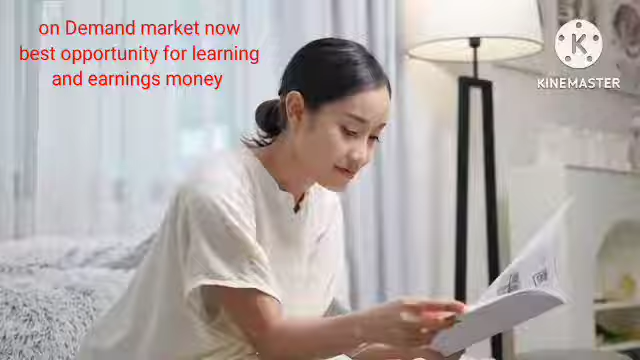 on Demand market now
best opportunity for learning
and earnings money
KINEMASTER